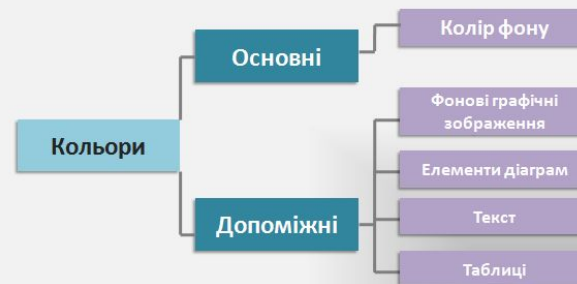 Кольори
Основні
Колір фону
Допоміжні
Фонові графічні
зображення
Елементи діаграм
Текст
Таблиці